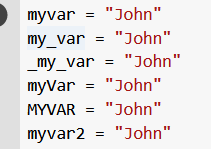 myvar = "John"
my_var = "John"
_my_var = "John"
myVar = "John"
MYVAR = "John"
myvar2 = "John"